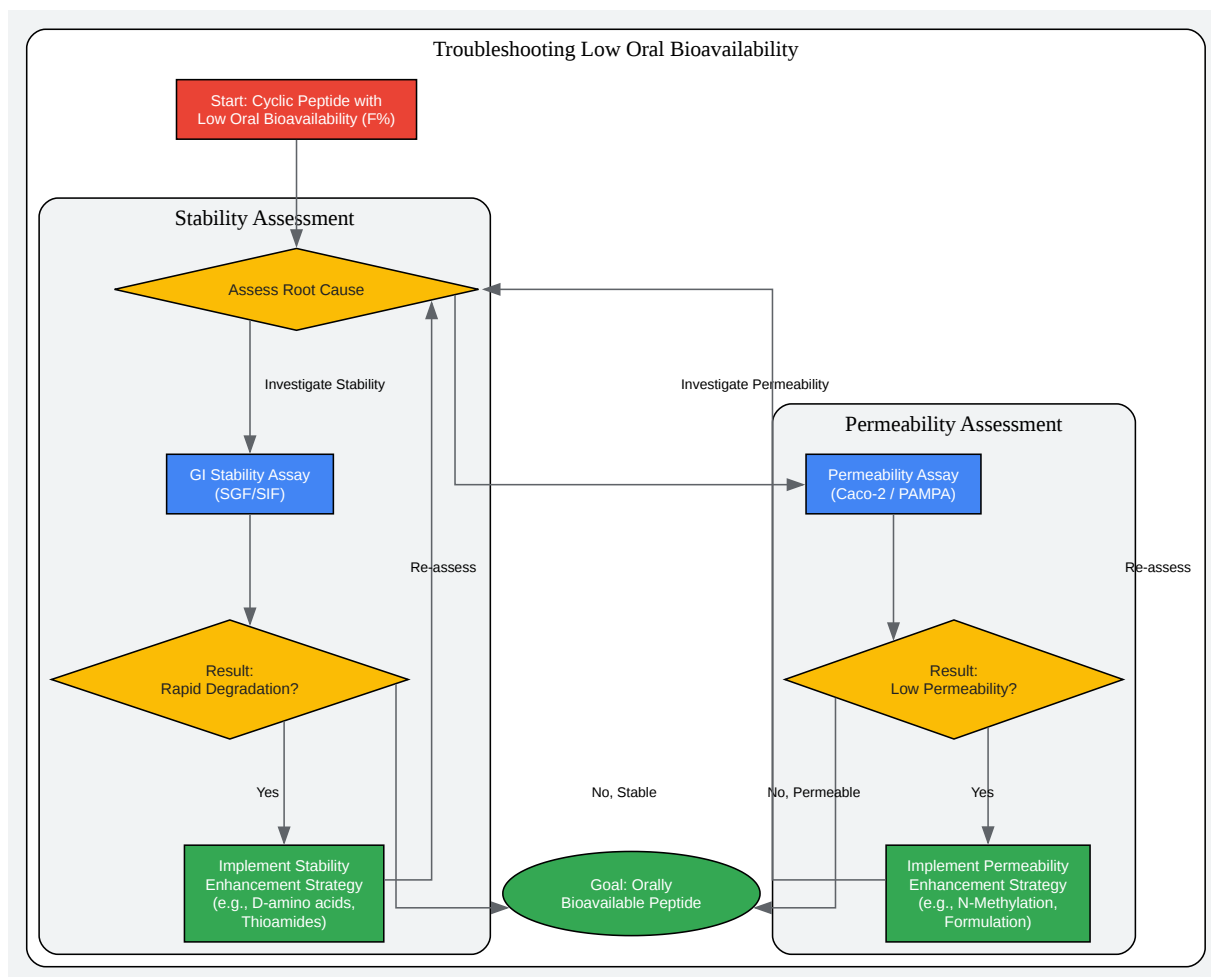 Troubleshooting Low Oral Bioavailability
Start: Cyclic Peptide with
Low Oral Bioavailability (F%)
Stability Assessment
Assess Root Cause
Investigate Stability
Investigate Permeability
Permeability Assessment
GI Stability Assay
(SGF/SIF)
Permeability Assay
(Caco-2 / PAMPA)
Re-assess
Re-assess
Result:
Rapid Degradation?
Result:
Low Permeability?
Yes
No, Stable
No, Permeable
Yes
Implement Stability
Enhancement Strategy
(e.g., D-amino acids,
Thioamides)
Goal: Orally
Bioavailable Peptide
Implement Permeability
Enhancement Strategy
(e.g., N-Methylation,
Formulation)